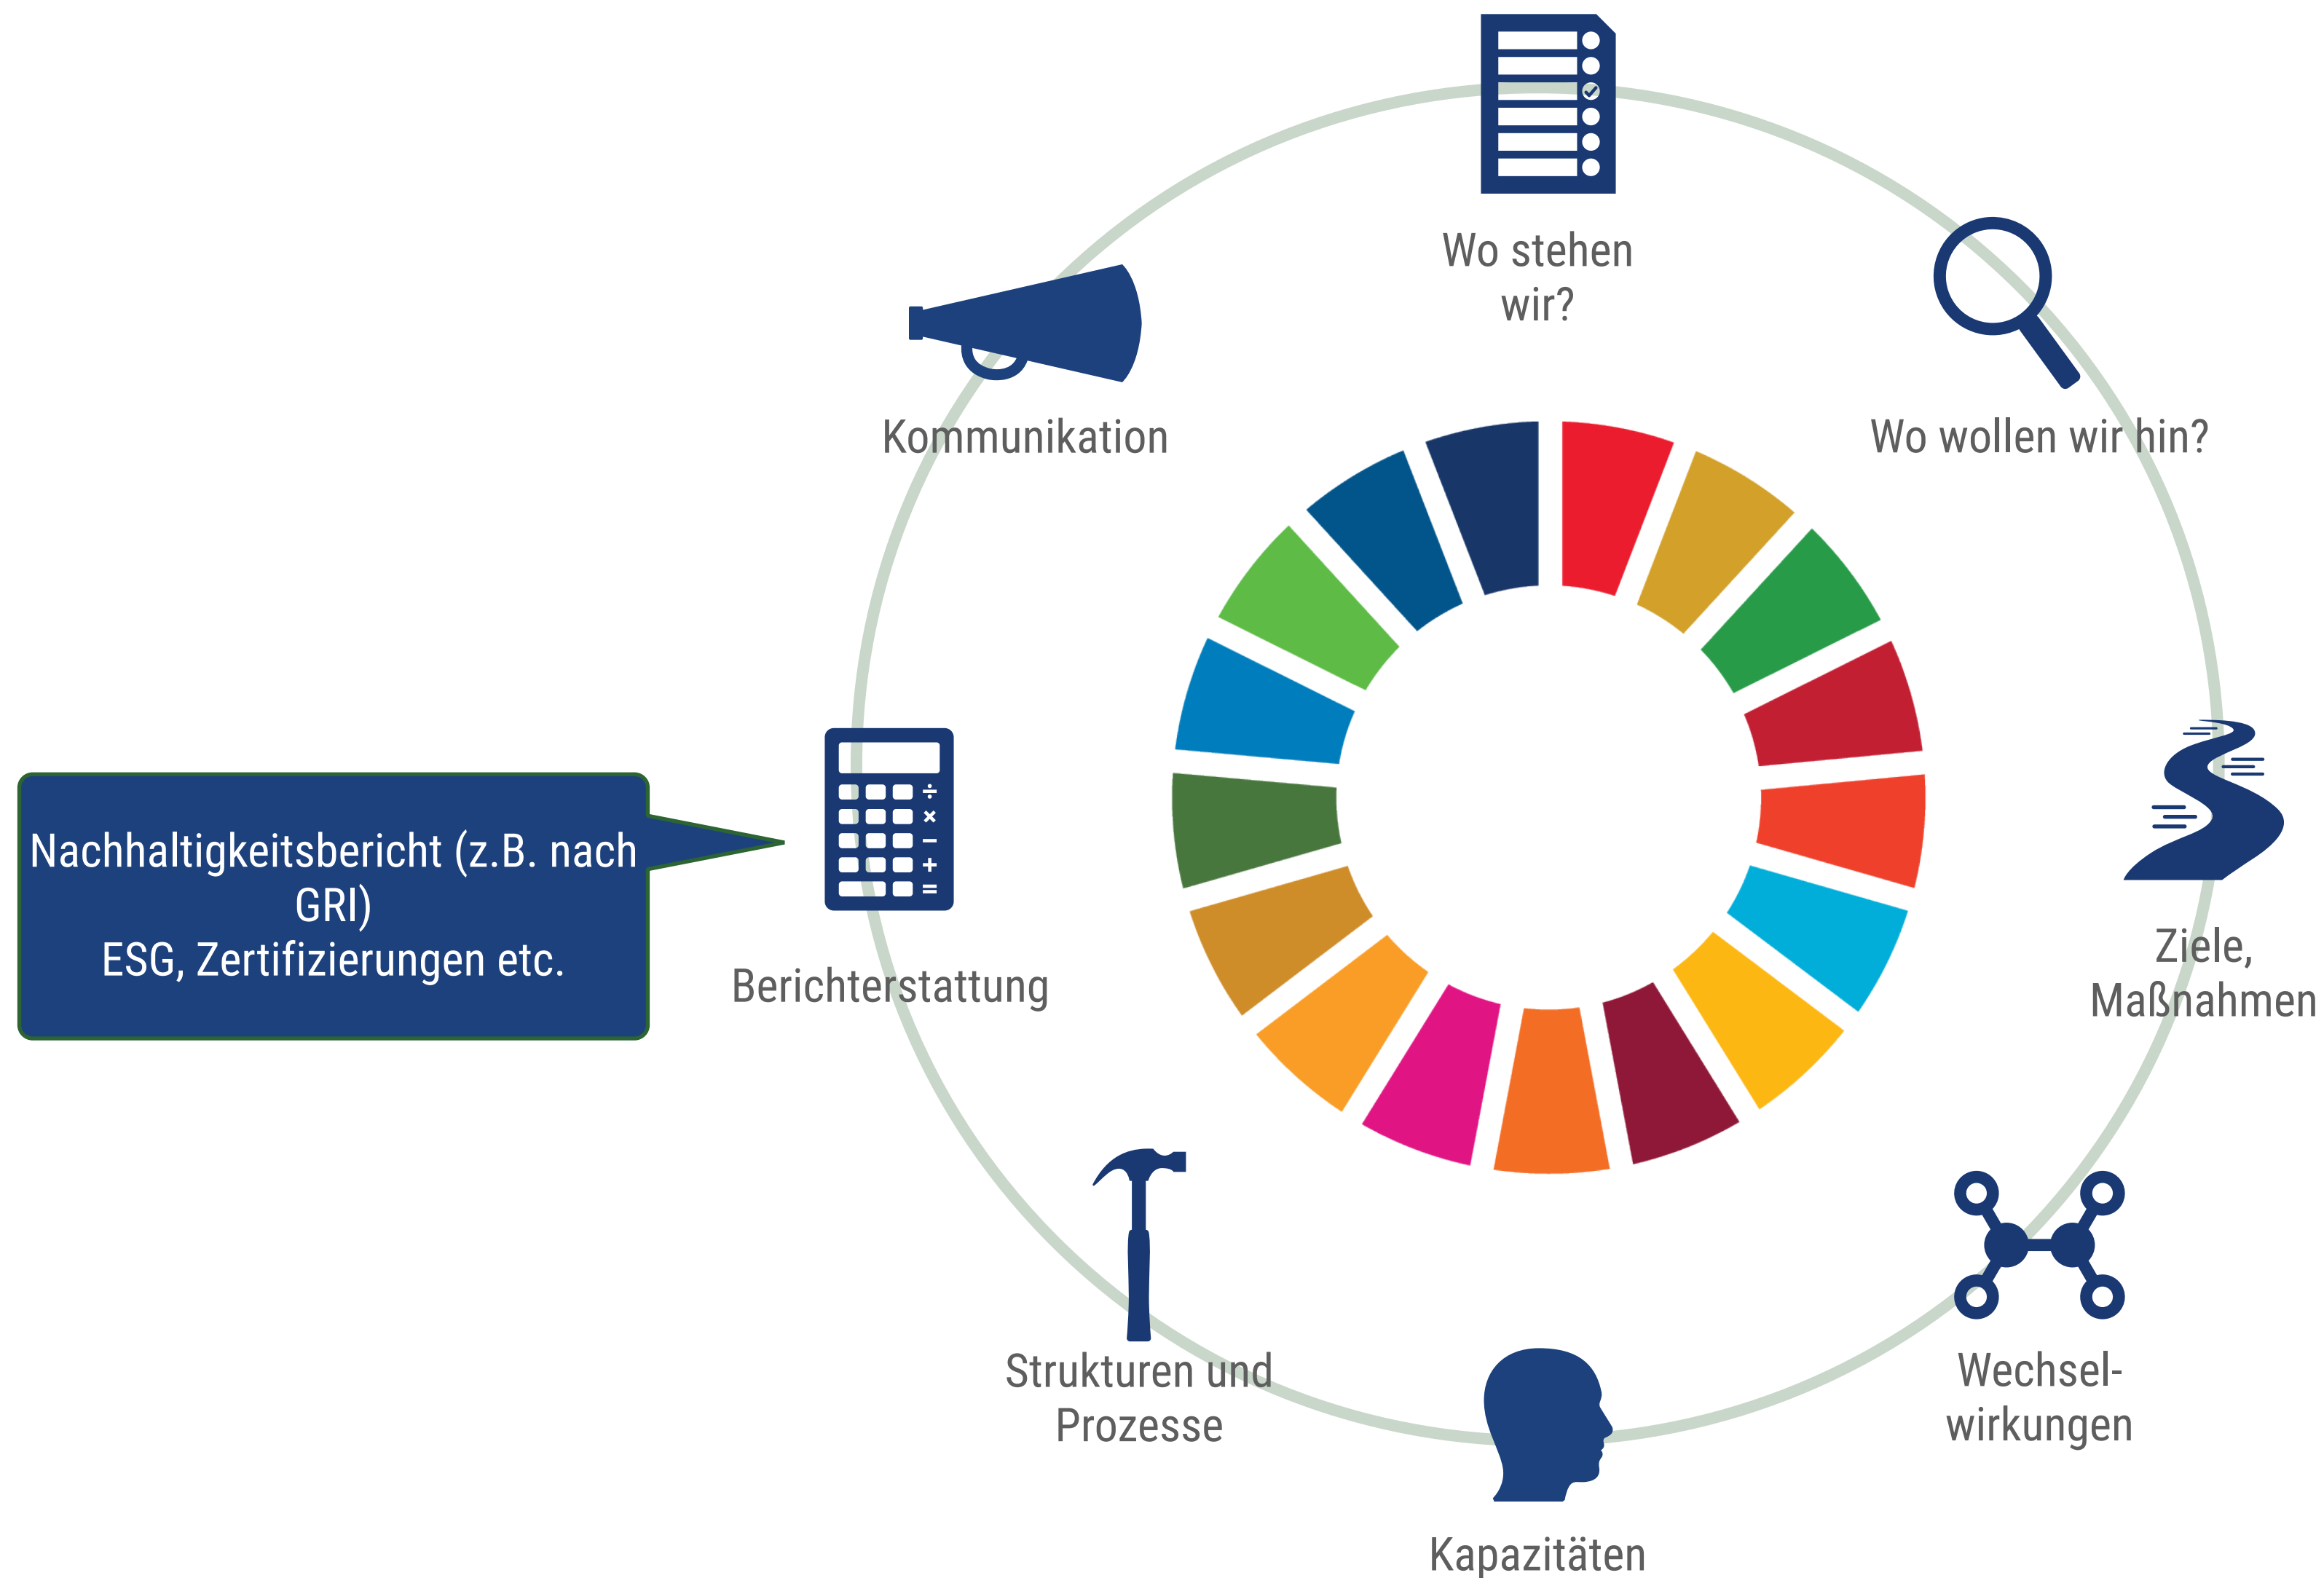 Wo stehen
wir?
Wo wollen wir hin?
Kommunikation
Nachhaltigkeitsbericht (z.B. nach
GRI)
ESG, Zertifizierungen etc.
Berichterstattung
Ziele,
Maßnahmen
Strukturen und
Prozesse
Wechsel-
wirkungen
Kapazitäten